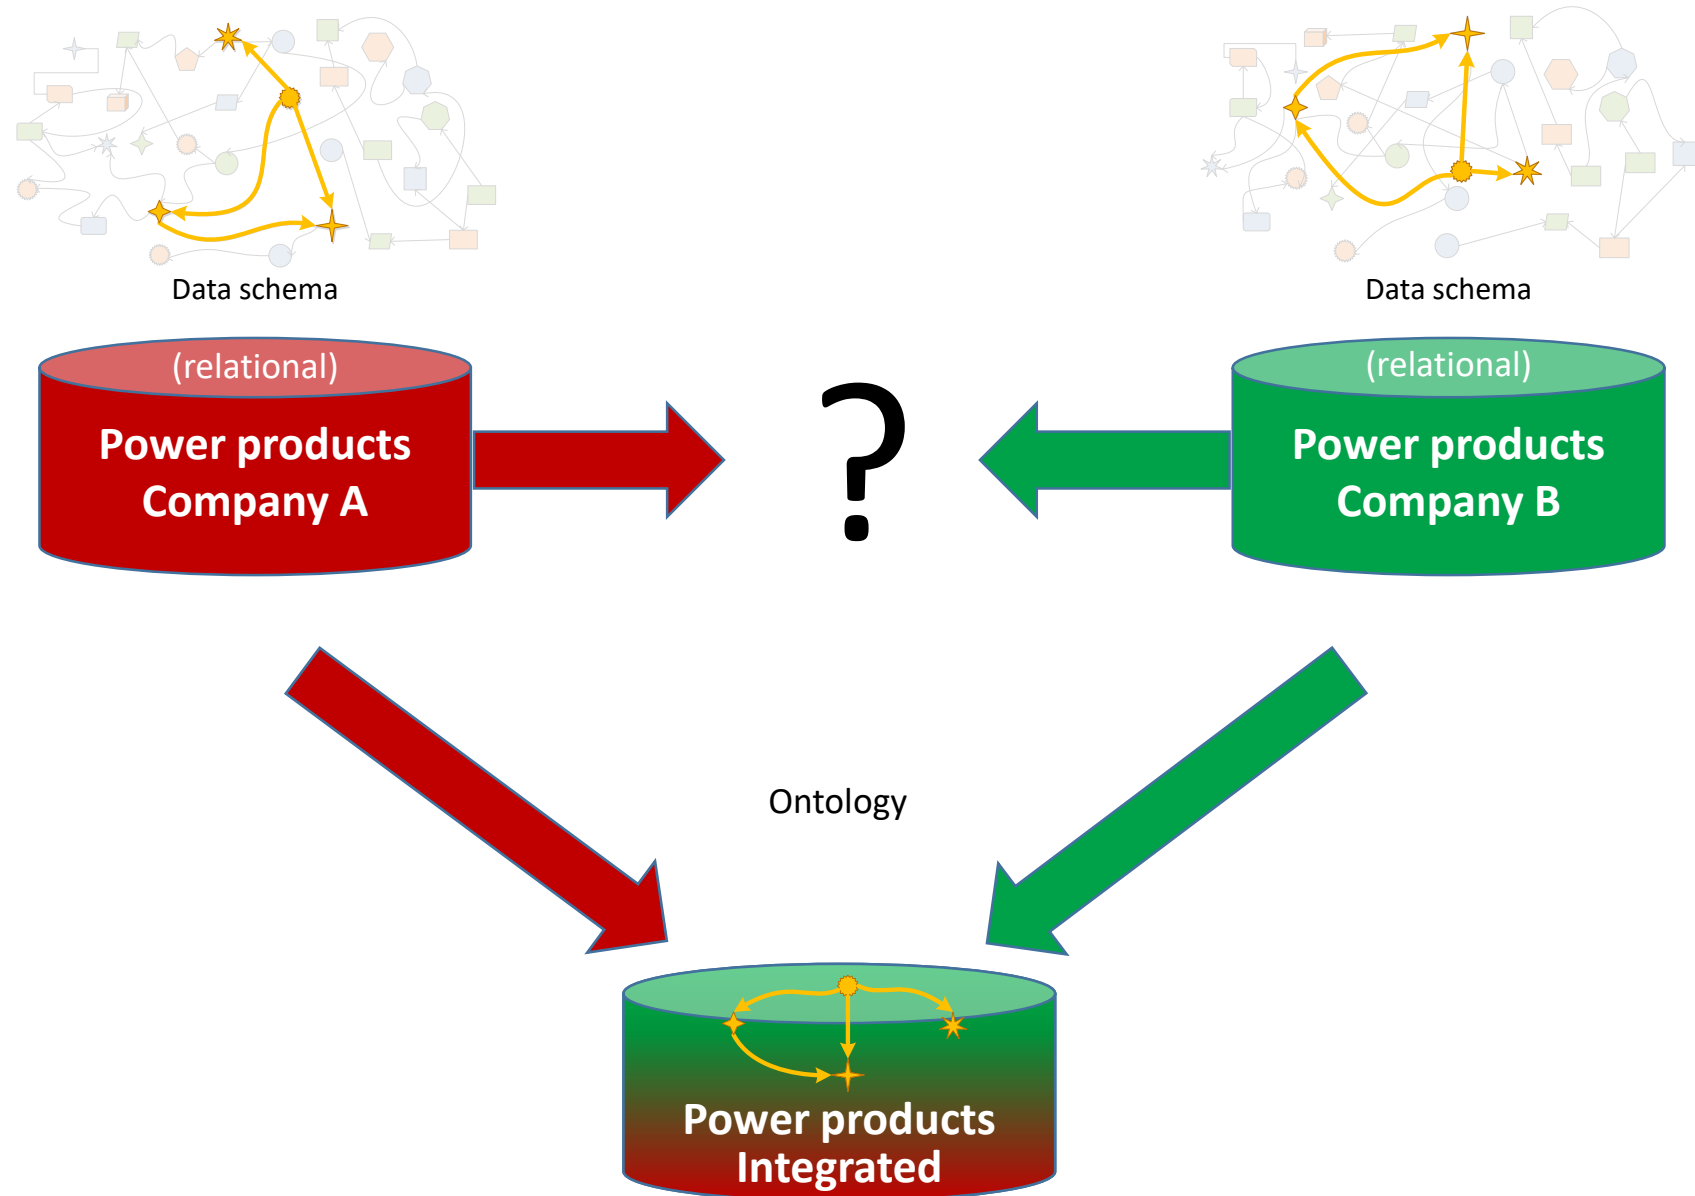 Data schema
Data schema
(relational)
Power products
Company A
?
(relational)
Power products
Company B
Ontology
Power products
Integrated